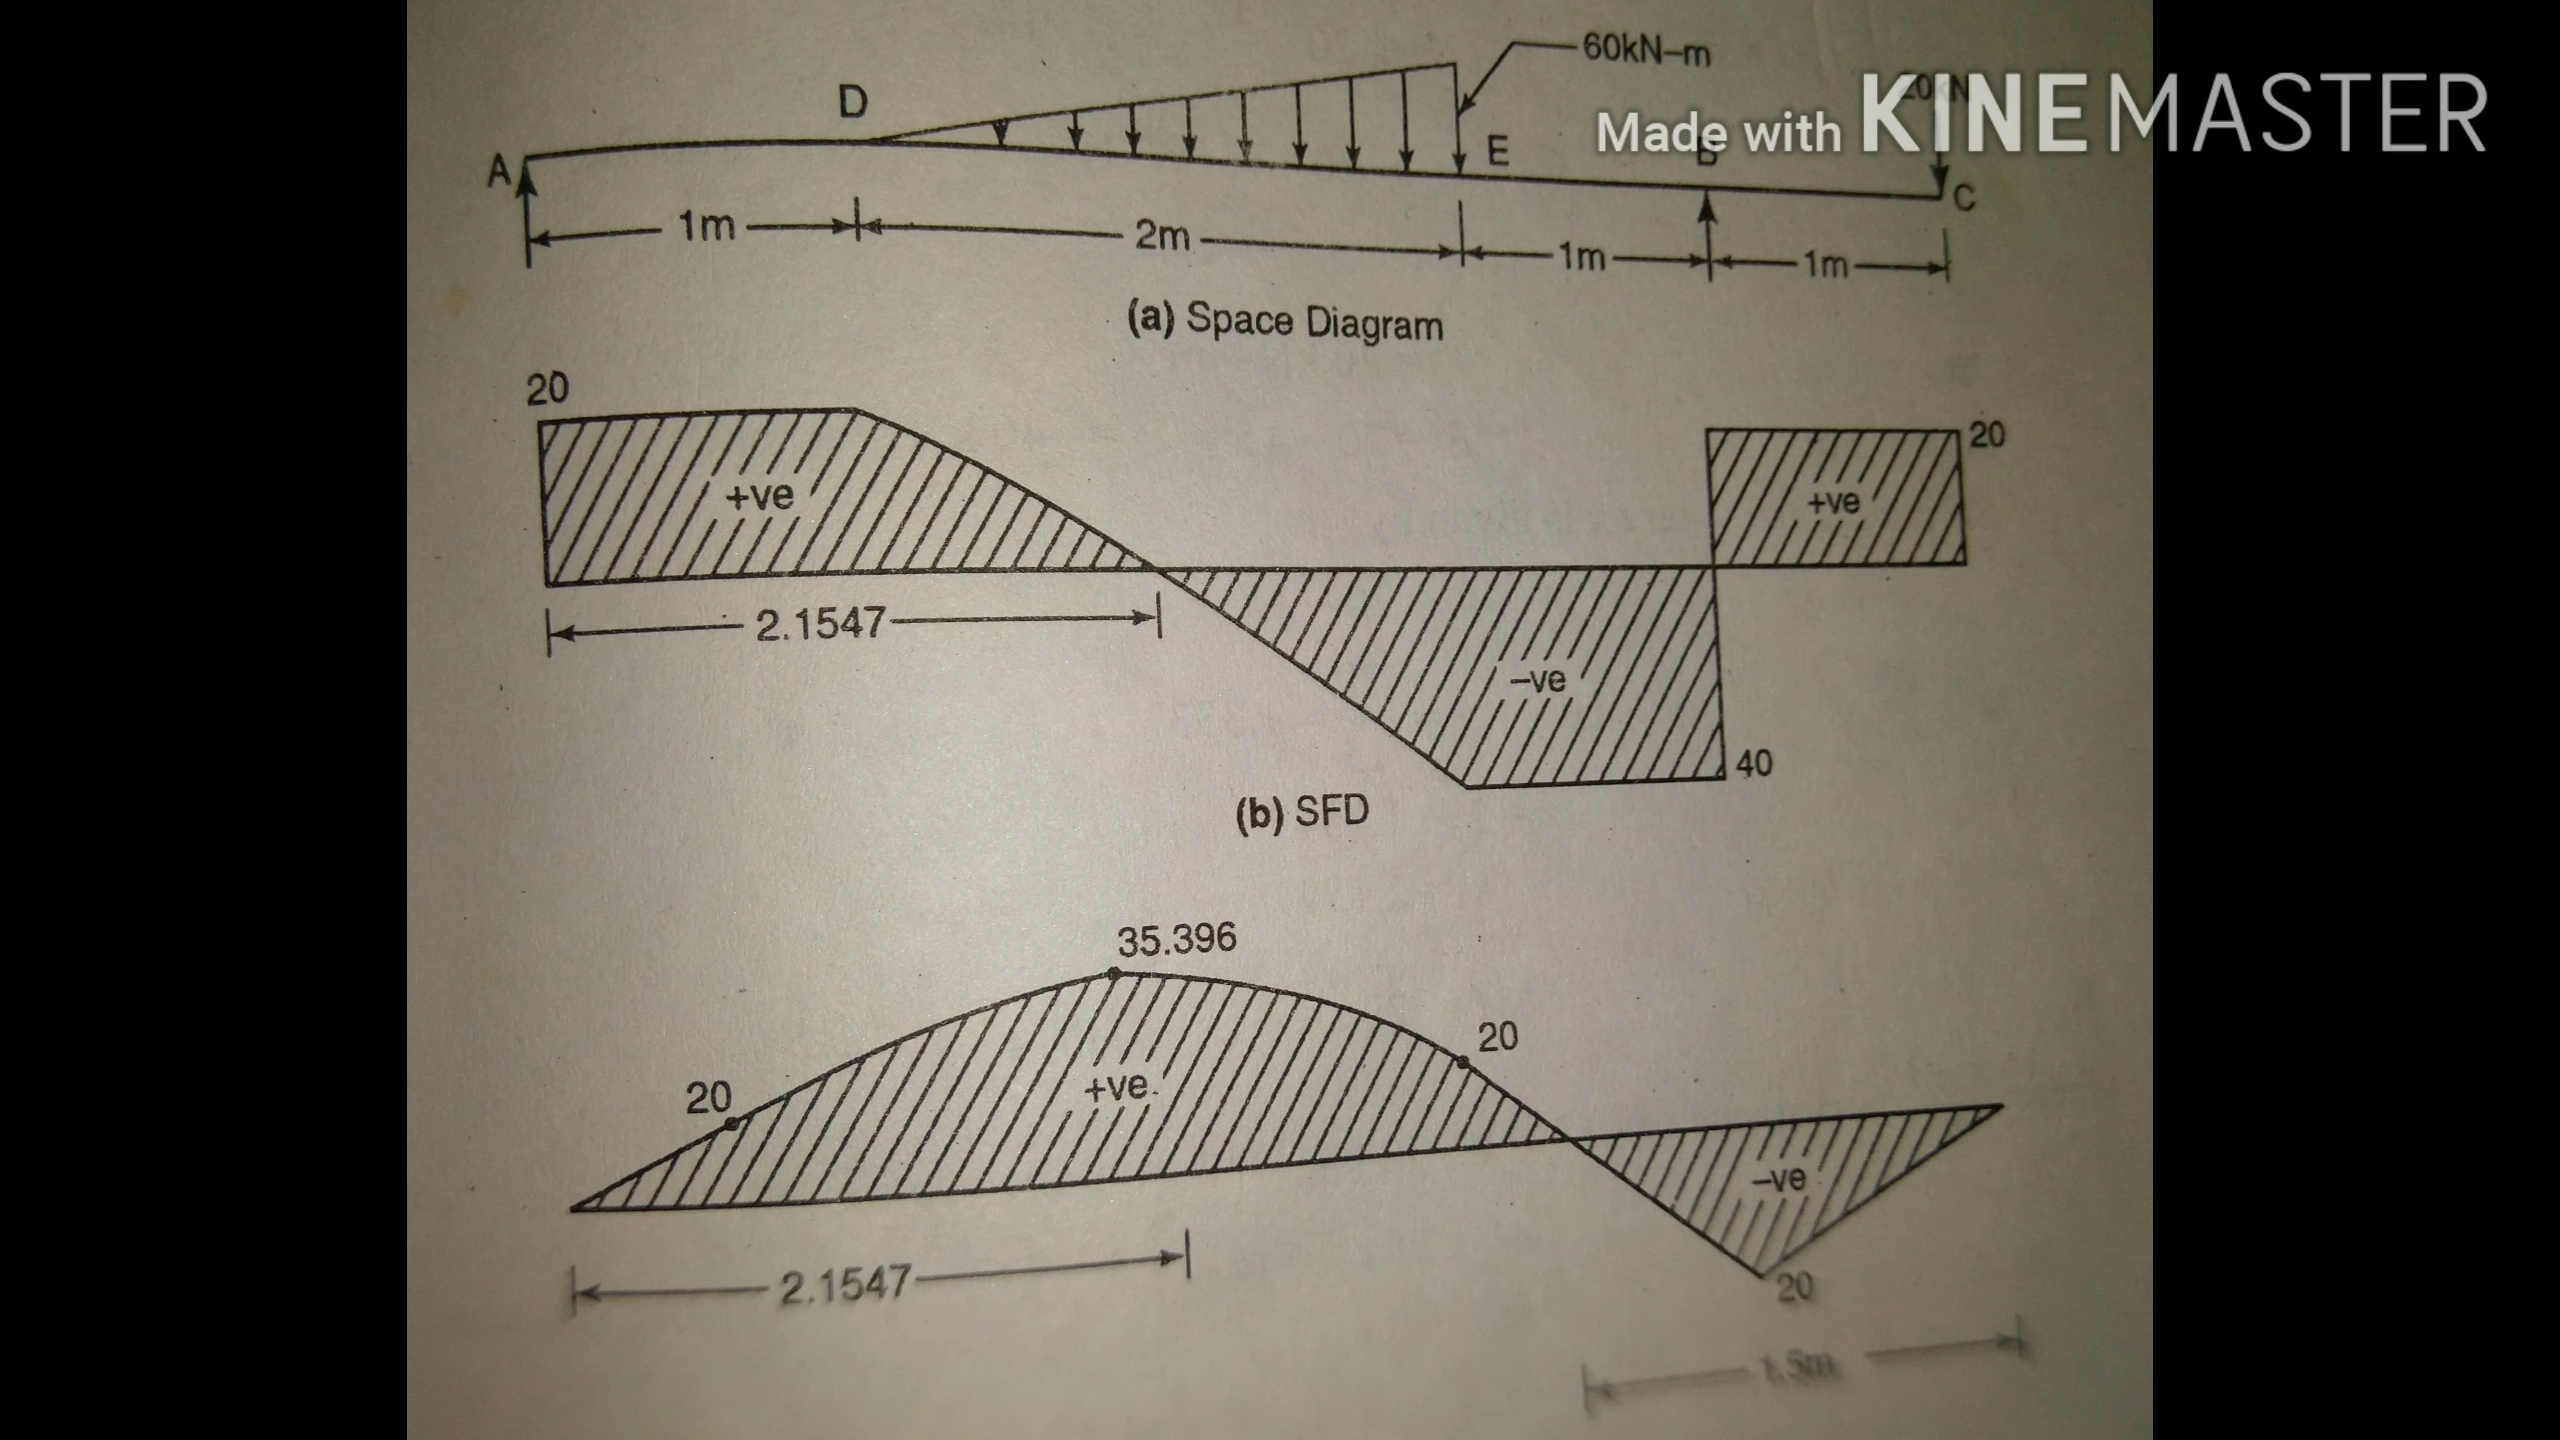 60kN–m
D
Made with KINEMASTER
A
E
B
C
1m
2m
1m
1m
(a) Space Diagram
20
20
+ve
+ve
2.1547
–ve
40
(b) SFD
35.396
20
20
+ve
–ve
2.1547
20
1.5m